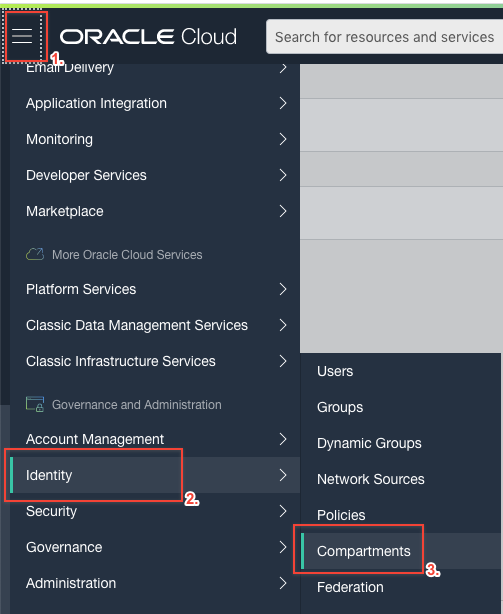 ORACLE Cloud
Search for resources and services
1.
Email Delivery
Application Integration
Monitoring
Developer Services
Marketplace
More Oracle Cloud Services
Platform Services
Classic Data Management Services
Classic Infrastructure Services
Governance and Administration
Account Management
Identity
2.
Security
Governance
Administration
Users
Groups
Dynamic Groups
Network Sources
Policies
Compartments
3.
Federation